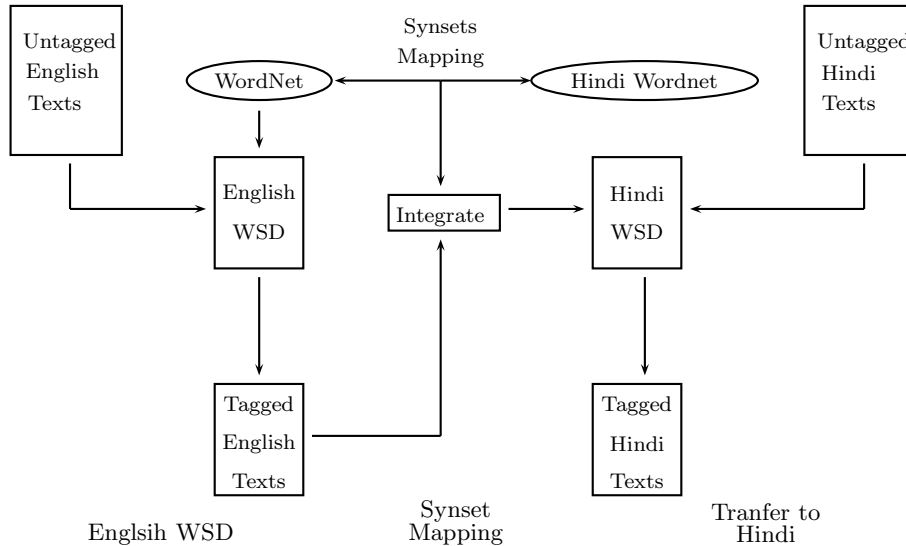 Untagged
English
Texts
Synsets
Mapping
Untagged
Hindi
Texts
WordNet
Hindi Wordnet
English
WSD
Integrate
Hindi
WSD
Tagged
English
Texts
Tagged
Hindi
Texts
Englsih WSD
Synset
Mapping
Tranfer to
Hindi